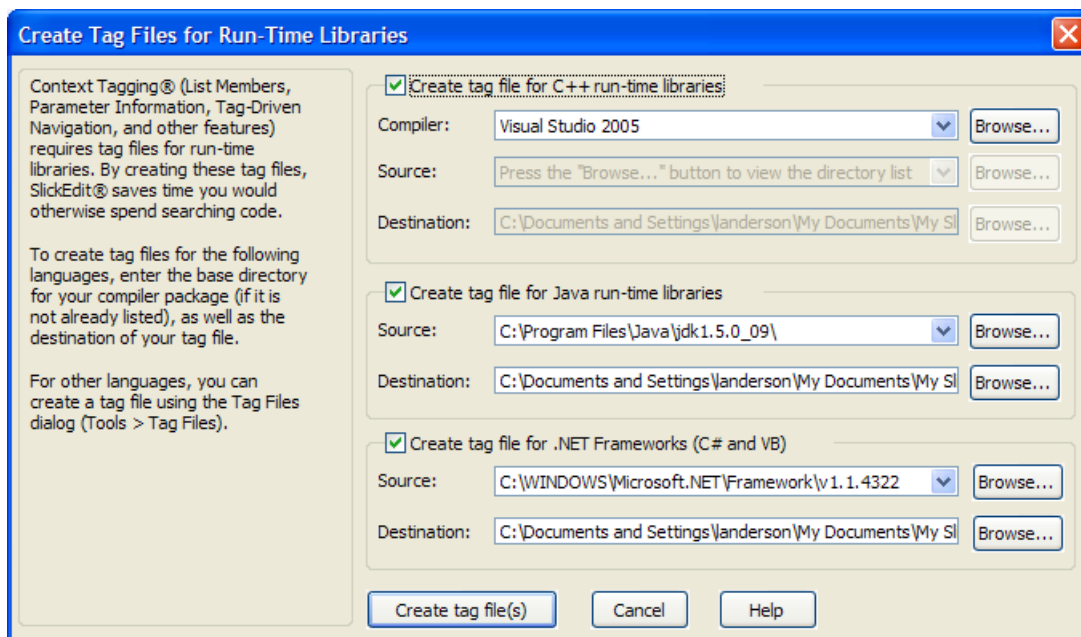 Create Tag Files for Run-Time Libraries
Context Tagging® (List Members,
Parameter Information, Tag-Driven
Navigation, and other features)
requires tag files for run-time
libraries. By creating these tag files,
SlickEdit® saves time you would
otherwise spend searching code.
To create tag files for the following
languages, enter the base directory
for your compiler package (if it is
not already listed), as well as the
destination of your tag file.
For other languages, you can
create a tag file using the Tag Files
dialog (Tools > Tag Files).
Create tag file for C++ run-time libraries
Compiler: Visual Studio 2005 Browse...
Source: Press the "Browse..." button to view the directory list Browse...
Destination: C:\Documents and Settings\landerson\My Documents\My Sl Browse...
Create tag file for Java run-time libraries
Source: C:\Program Files\Java\jdk1.5.0_09\ Browse...
Destination: C:\Documents and Settings\landerson\My Documents\My Sl Browse...
Create tag file for .NET Frameworks (C# and VB)
Source: C:\WINDOWS\Microsoft.NET\Framework\v1.1.4322 Browse...
Destination: C:\Documents and Settings\landerson\My Documents\My Sl Browse...
Create tag file(s) Cancel Help